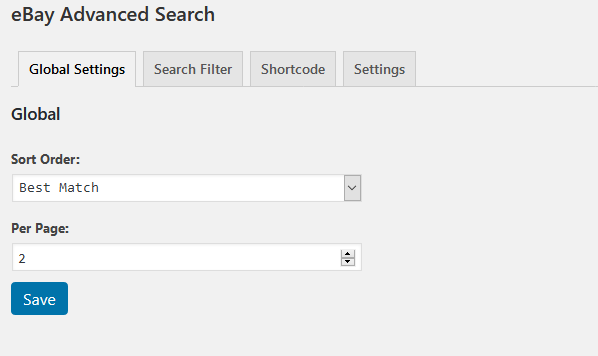 eBay Advanced Search
Global Settings Search Filter Shortcode Settings
Global
Sort Order:
Best Match
Per Page:
2
Save